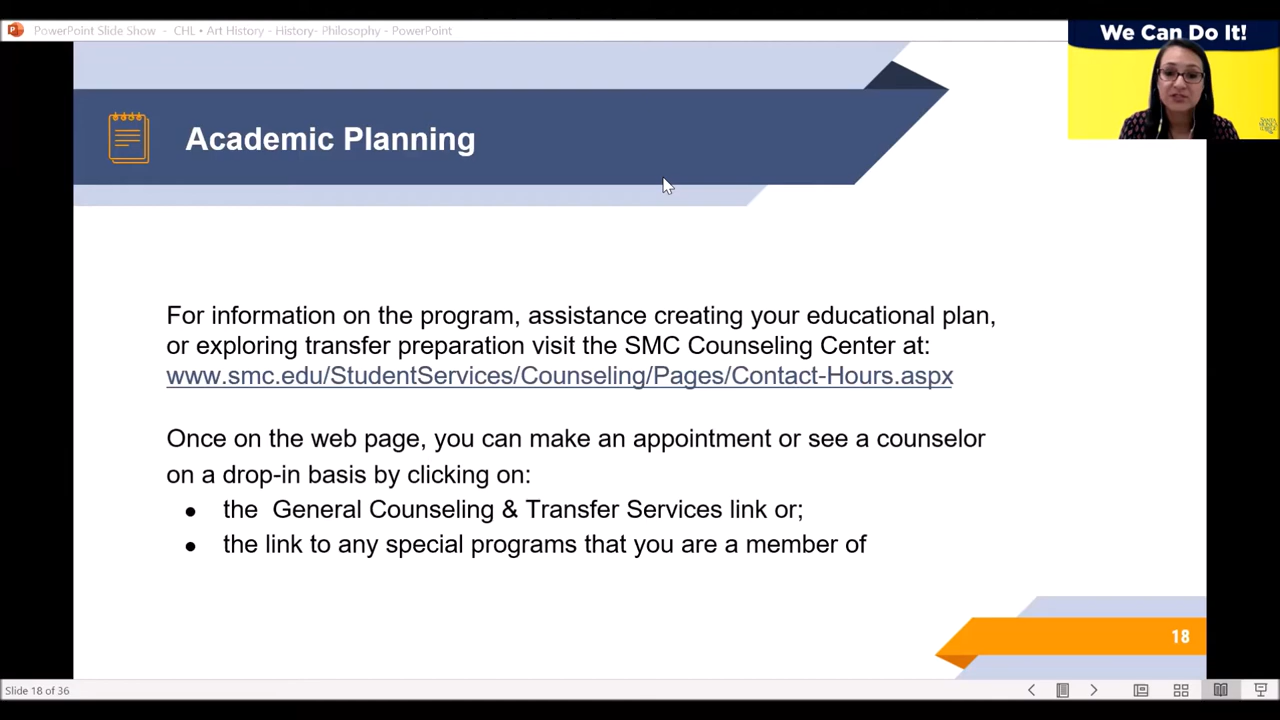 PowerPoint Slide Show - CHL • Art History - History- Philosophy - PowerPoint
We Can Do It!
Academic Planning
For information on the program, assistance creating your educational plan,
or exploring transfer preparation visit the SMC Counseling Center at:
www.smc.edu/StudentServices/Counseling/Pages/Contact-Hours.aspx
Once on the web page, you can make an appointment or see a counselor
on a drop-in basis by clicking on:
● the General Counseling & Transfer Services link or;
● the link to any special programs that you are a member of
18
Slide 18 of 36